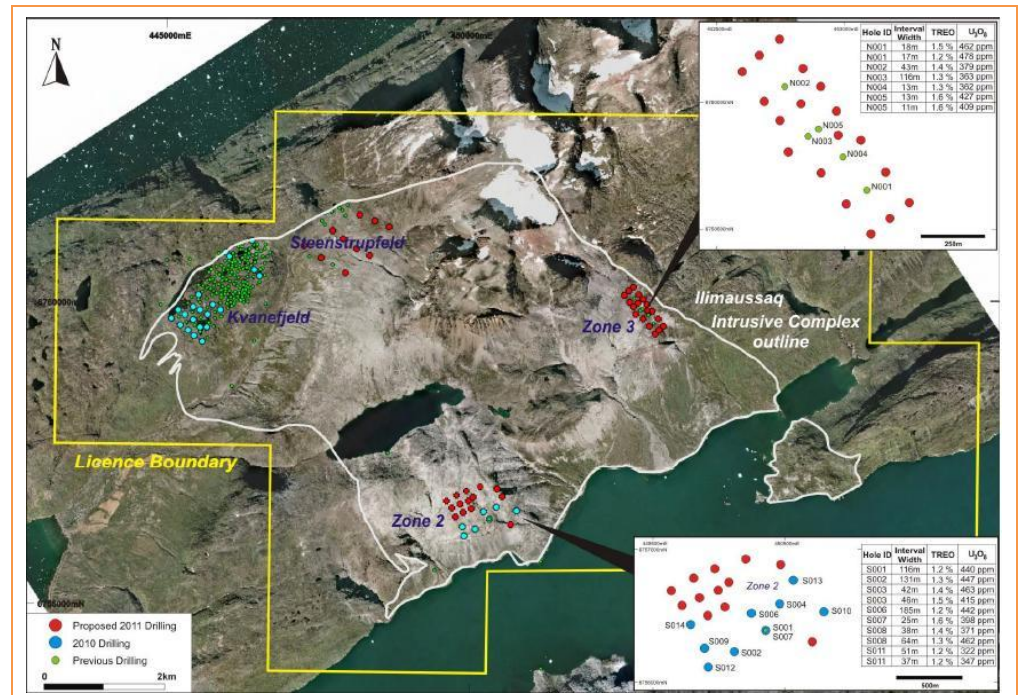 445000mE
N
Steenstrupfeld
Kvanefjeld
Zone 3
Ilimaussaq
Intrusive Complex
outline
Licence Boundary
Zone 2
Proposed 2011 Drilling
2010 Drilling
Previous Drilling
0 2km
Hole ID Interval Width TREO U3O8
N001 18m 1.5 % 462 ppm
N001 17m 1.2 % 478 ppm
N002 43m 1.4 % 379 ppm
N003 116m 1.3 % 363 ppm
N004 13m 1.3 % 362 ppm
N005 13m 1.6 % 427 ppm
N005 11m 1.6 % 409 ppm
N002
N005
N003
N004
N001
250m
Hole ID Interval Width TREO U3O8
S001 116m 1.2 % 440 ppm
S002 131m 1.3 % 447 ppm
S003 42m 1.4 % 463 ppm
S003 46m 1.5 % 415 ppm
S006 185m 1.2 % 442 ppm
S007 25m 1.6 % 398 ppm
S008 38m 1.4 % 371 ppm
S008 64m 1.3 % 462 ppm
S011 51m 1.2 % 322 ppm
S011 37m 1.2 % 347 ppm
S013
Zone 2
S004
S006
S010
S014
S001
S007
S009
S002
S012
500m